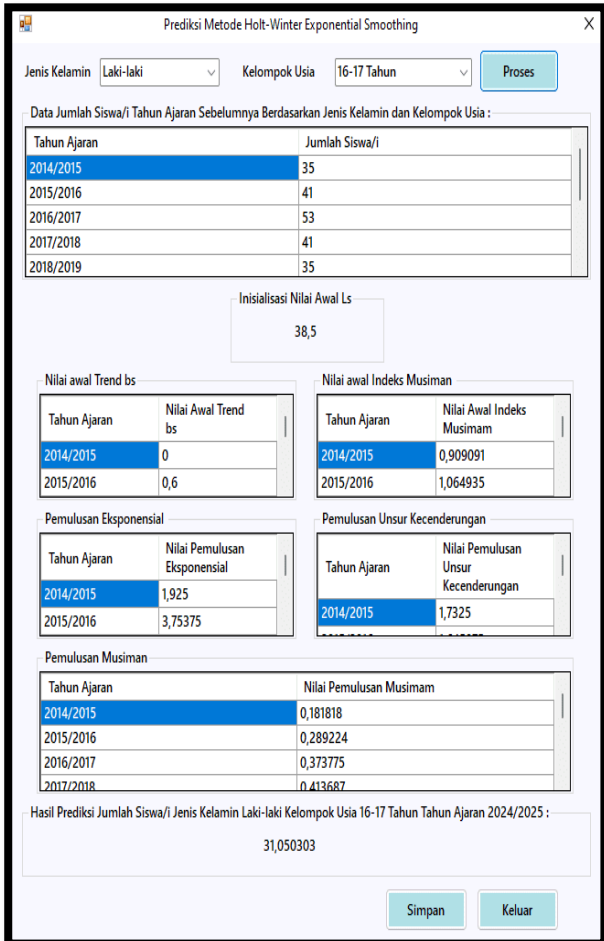 Prediksi Metode Holt-Winter Exponential Smoothing X
Jenis Kelamin Laki-laki Kelompok Usia 16-17 Tahun Proses
Data Jumlah Siswa/i Tahun Ajaran Sebelumnya Berdasarkan Jenis Kelamin dan Kelompok Usia :
Tahun Ajaran Jumlah Siswa/i
2014/2015 35
2015/2016 41
2016/2017 53
2017/2018 41
2018/2019 35
Inisialisasi Nilai Awal Ls
38,5
Nilai awal Trend bs
Tahun Ajaran Nilai Awal Trend
bs
2014/2015 0
2015/2016 0,6
Nilai awal Indeks Musiman
Tahun Ajaran Nilai Awal Indeks
Musimam
2014/2015 0,909091
2015/2016 1,064935
Pemulusan Eksponensial
Tahun Ajaran Nilai Pemulusan
Eksponensial
2014/2015 1,925
2015/2016 3,75375
Pemulusan Unsur Kecenderungan
Tahun Ajaran Nilai Pemulusan
Unsur
Kecenderungan
2014/2015 1,7325
Pemulusan Musiman
Tahun Ajaran Nilai Pemulusan Musimam
2014/2015 0,181818
2015/2016 0,289224
2016/2017 0,373775
2017/2018 0,413687
Hasil Prediksi Jumlah Siswa/i Jenis Kelamin Laki-laki Kelompok Usia 16-17 Tahun Tahun Ajaran 2024/2025 :
31,050303
Simpan Keluar